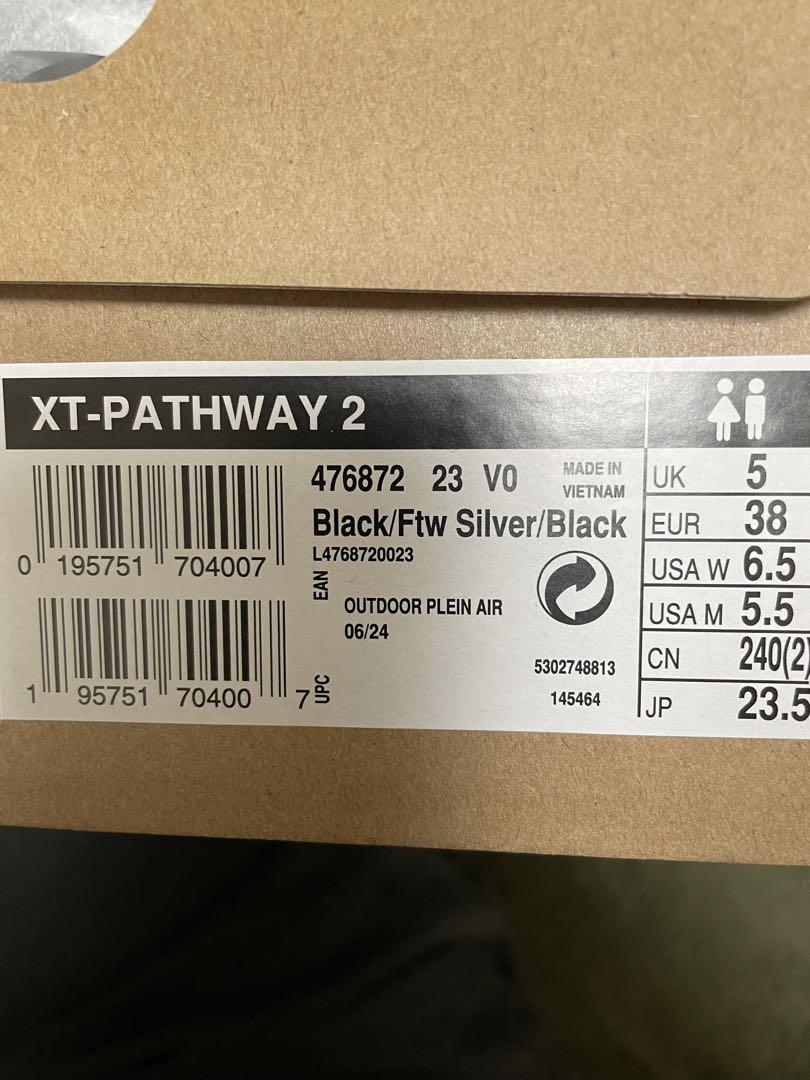 XT-PATHWAY 2
476872 23 V0
MADE IN
VIETNAM
Black/Ftw Silver/Black
L4768720023
0 195751 704007
EAN
OUTDOOR PLEIN AIR
06/24
1 95751 70400 7
UPC
5302748813
145464
UK 5
EUR 38
USA W 6.5
USA M 5.5
CN 240(2)
JP 23.5